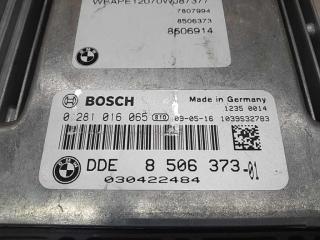 7807994
8506373
8506914
BOSCH
Made in Germany
1235 0014
0 281 016 065 09-05-16 1039S32783
DDE 8 506 373-01
030422484